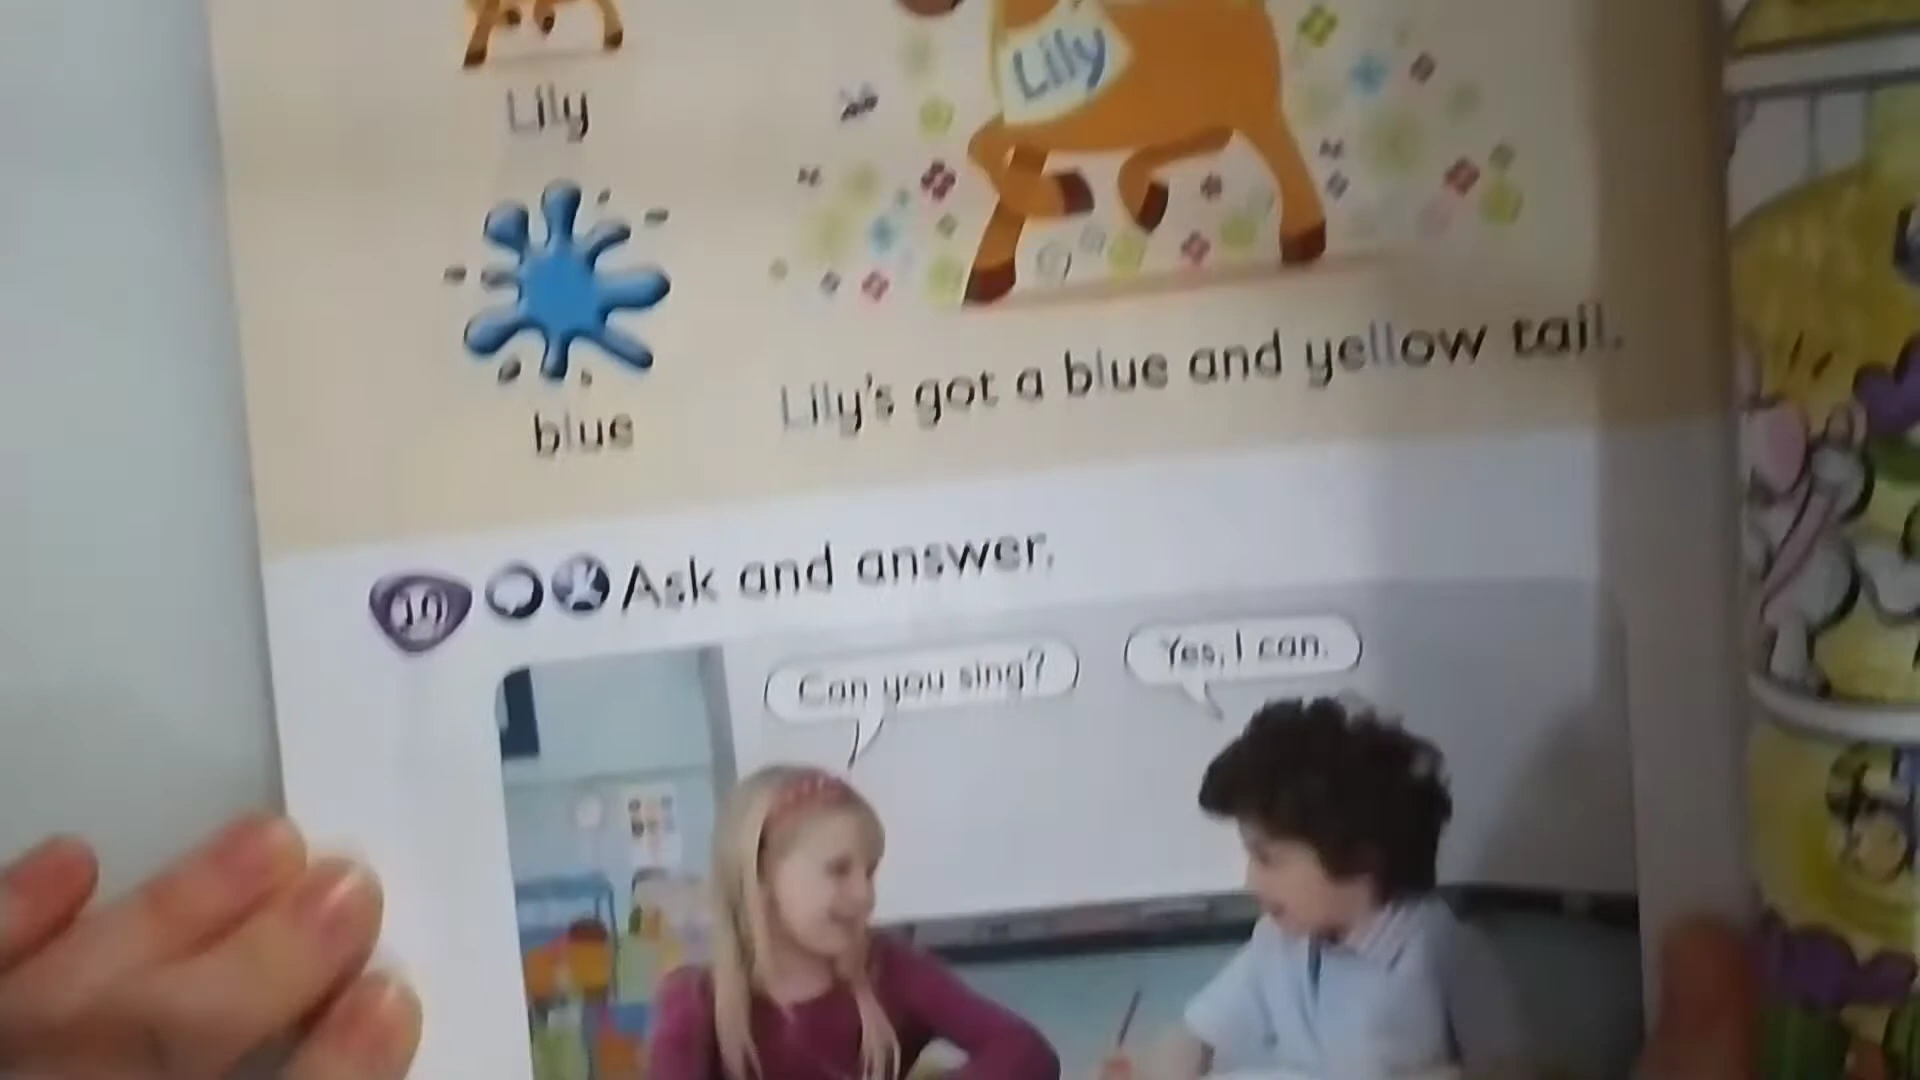 Lily
Lily
blue
Lily's got a blue and yellow tail.
10 Ask and answer.
Can you sing?
Yes, I can.